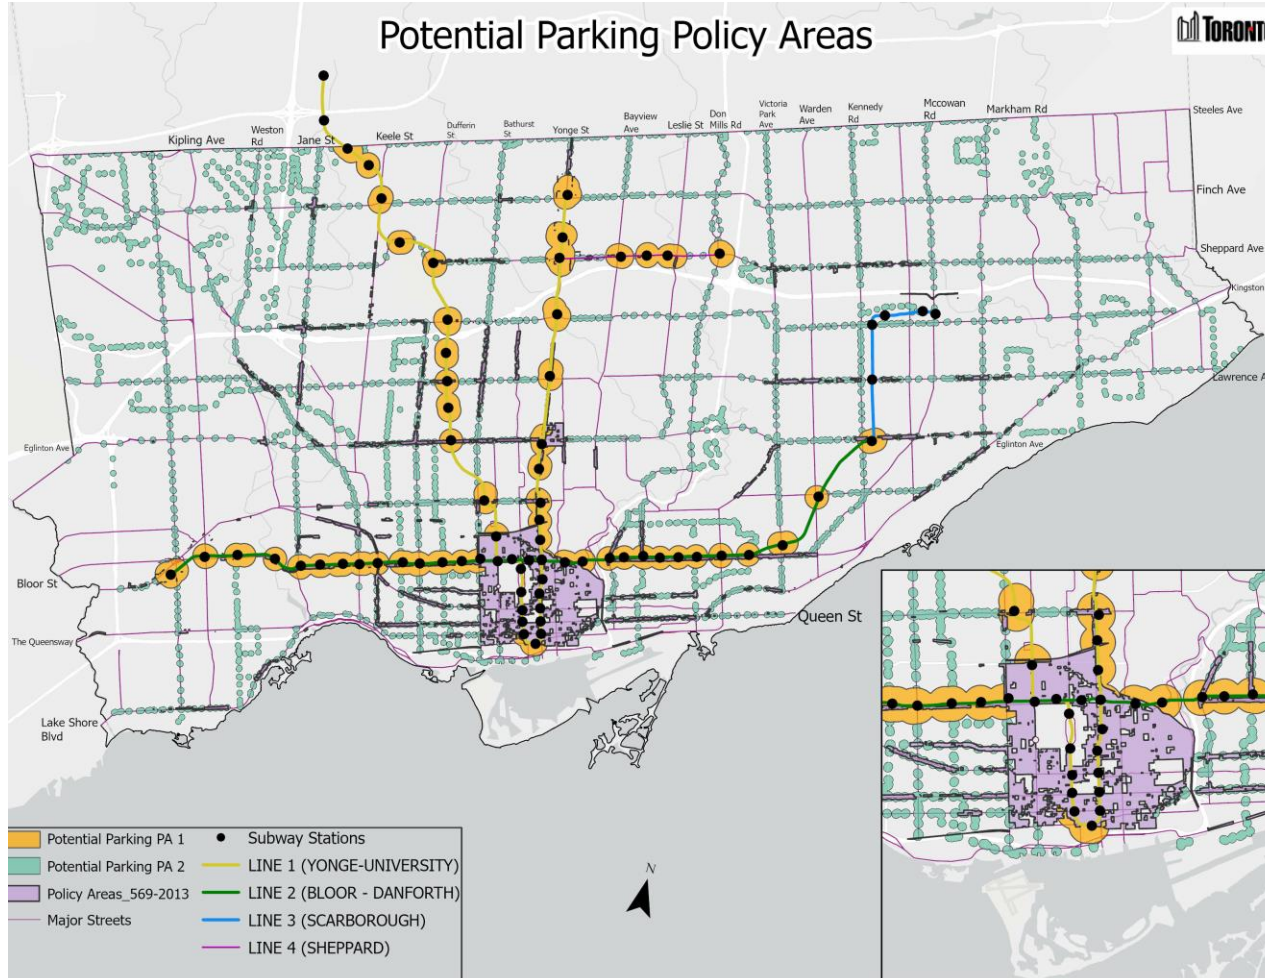 Potential Parking Policy Areas
TORONTO
Kipling Ave
Weston
Rd
Jane St
Keele St
Dufferin
St
Bathurst
St
Yonge St
Bayview
Ave
Leslie St
Don
Mills Rd
Victoria
Park
Ave
Warden
Ave
Kennedy
Rd
Mccowan
Rd
Markham Rd
Steeles Ave
Finch Ave
Sheppard Ave
Kingston
Lawrence A
Eglinton Ave
Eglinton Ave
Bloor St
The Queensway
Queen St
Lake Shore
Blvd
Potential Parking PA 1
Potential Parking PA 2
Policy Areas_569-2013
Major Streets
Subway Stations
LINE 1 (YONGE-UNIVERSITY)
LINE 2 (BLOOR - DANFORTH)
LINE 3 (SCARBOROUGH)
LINE 4 (SHEPPARD)
N